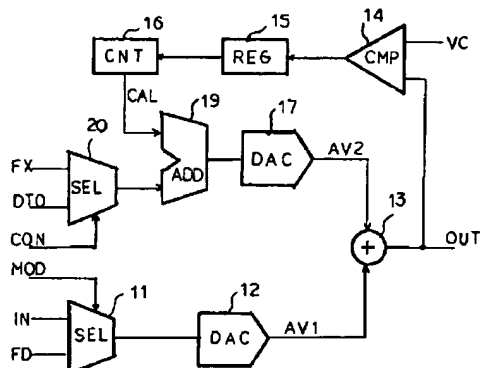 16
15
14
CNT
REG
CMP
VC
CAL
19
17
20
FX
SEL
ADD
DAC
AV2
DTO
13
CON
+
OUT
MOD
11
12
IN
SEL
DAC
AV1
FD